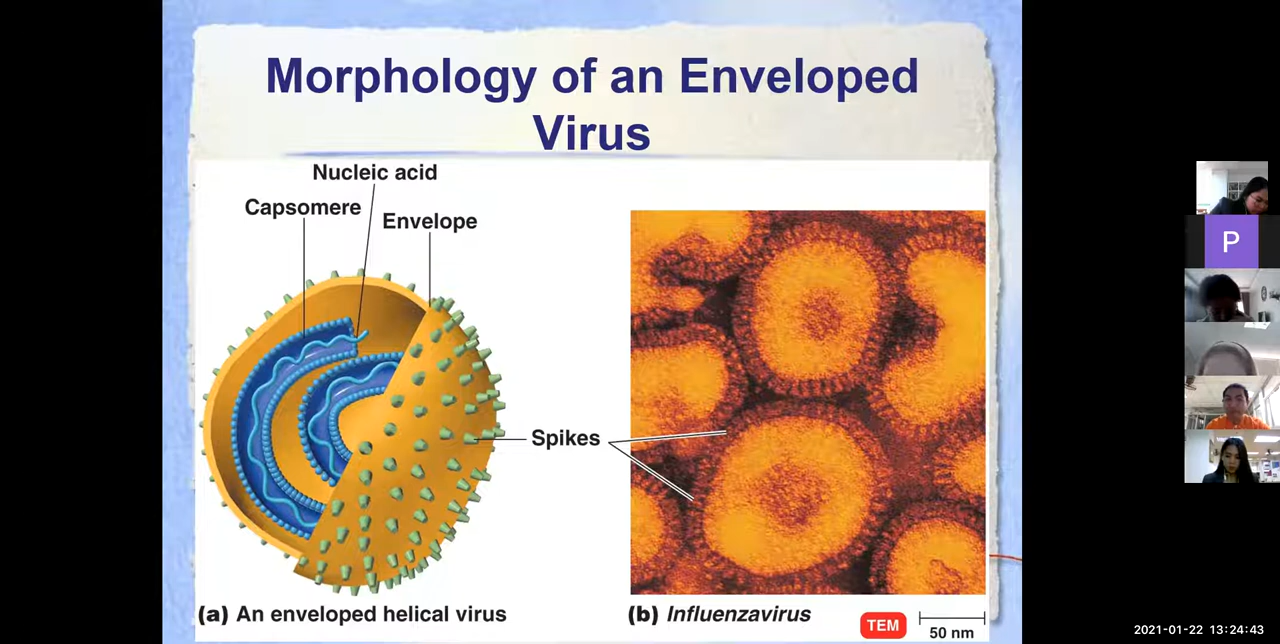 Morphology of an Enveloped
Virus
Nucleic acid
Capsomere
Envelope
Spikes
(a) An enveloped helical virus
(b) Influenzavirus
TEM
50 nm
P
2021-01-22 13:24:43